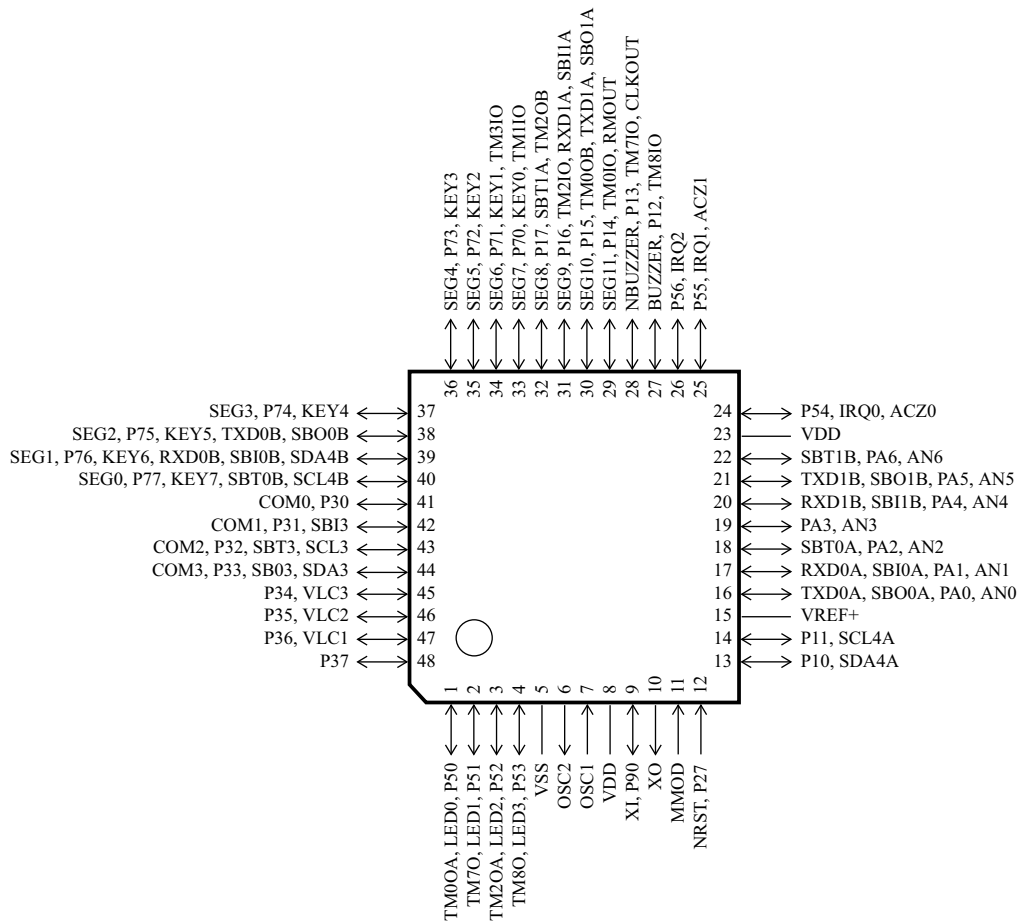 SEG4, P73, KEY3
SEG5, P72, KEY2
SEG6, P71, KEY1, TM3IO
SEG7, P70, KEY0, TM1IO
SEG8, P17, SBT1A, TM2OB
SEG9, P16, TM2IO, RXD1A, SBI1A
SEG10, P15, TM0OB, TXD1A, SBO1A
SEG11, P14, TM0IO, RMOUT
NBUZZER, P13, TM7IO, CLKOUT
BUZZER, P12, TM8IO
P56, IRQ2
P55, IRQ1, ACZ1
36
35
34
33
32
31
30
29
28
27
26
25
SEG3, P74, KEY4
37
SEG2, P75, KEY5, TXD0B, SBO0B
38
SEG1, P76, KEY6, RXD0B, SBI0B, SDA4B
39
SEG0, P77, KEY7, SBT0B, SCL4B
40
COM0, P30
41
COM1, P31, SBI3
42
COM2, P32, SBT3, SCL3
43
COM3, P33, SB03, SDA3
44
P34, VLC3
45
P35, VLC2
46
P36, VLC1
47
P37
48
24
P54, IRQ0, ACZ0
23
VDD
22
SBT1B, PA6, AN6
21
TXD1B, SBO1B, PA5, AN5
20
RXD1B, SBI1B, PA4, AN4
19
PA3, AN3
18
SBT0A, PA2, AN2
17
RXD0A, SBI0A, PA1, AN1
16
TXD0A, SBO0A, PA0, AN0
15
VREF+
14
P11, SCL4A
13
P10, SDA4A
1
2
3
4
5
6
7
8
9
10
11
12
TM0OA, LED0, P50
TM7O, LED1, P51
TM2OA, LED2, P52
TM8O, LED3, P53
VSS
OSC2
OSC1
VDD
XI, P90
XO
MMOD
NRST, P27